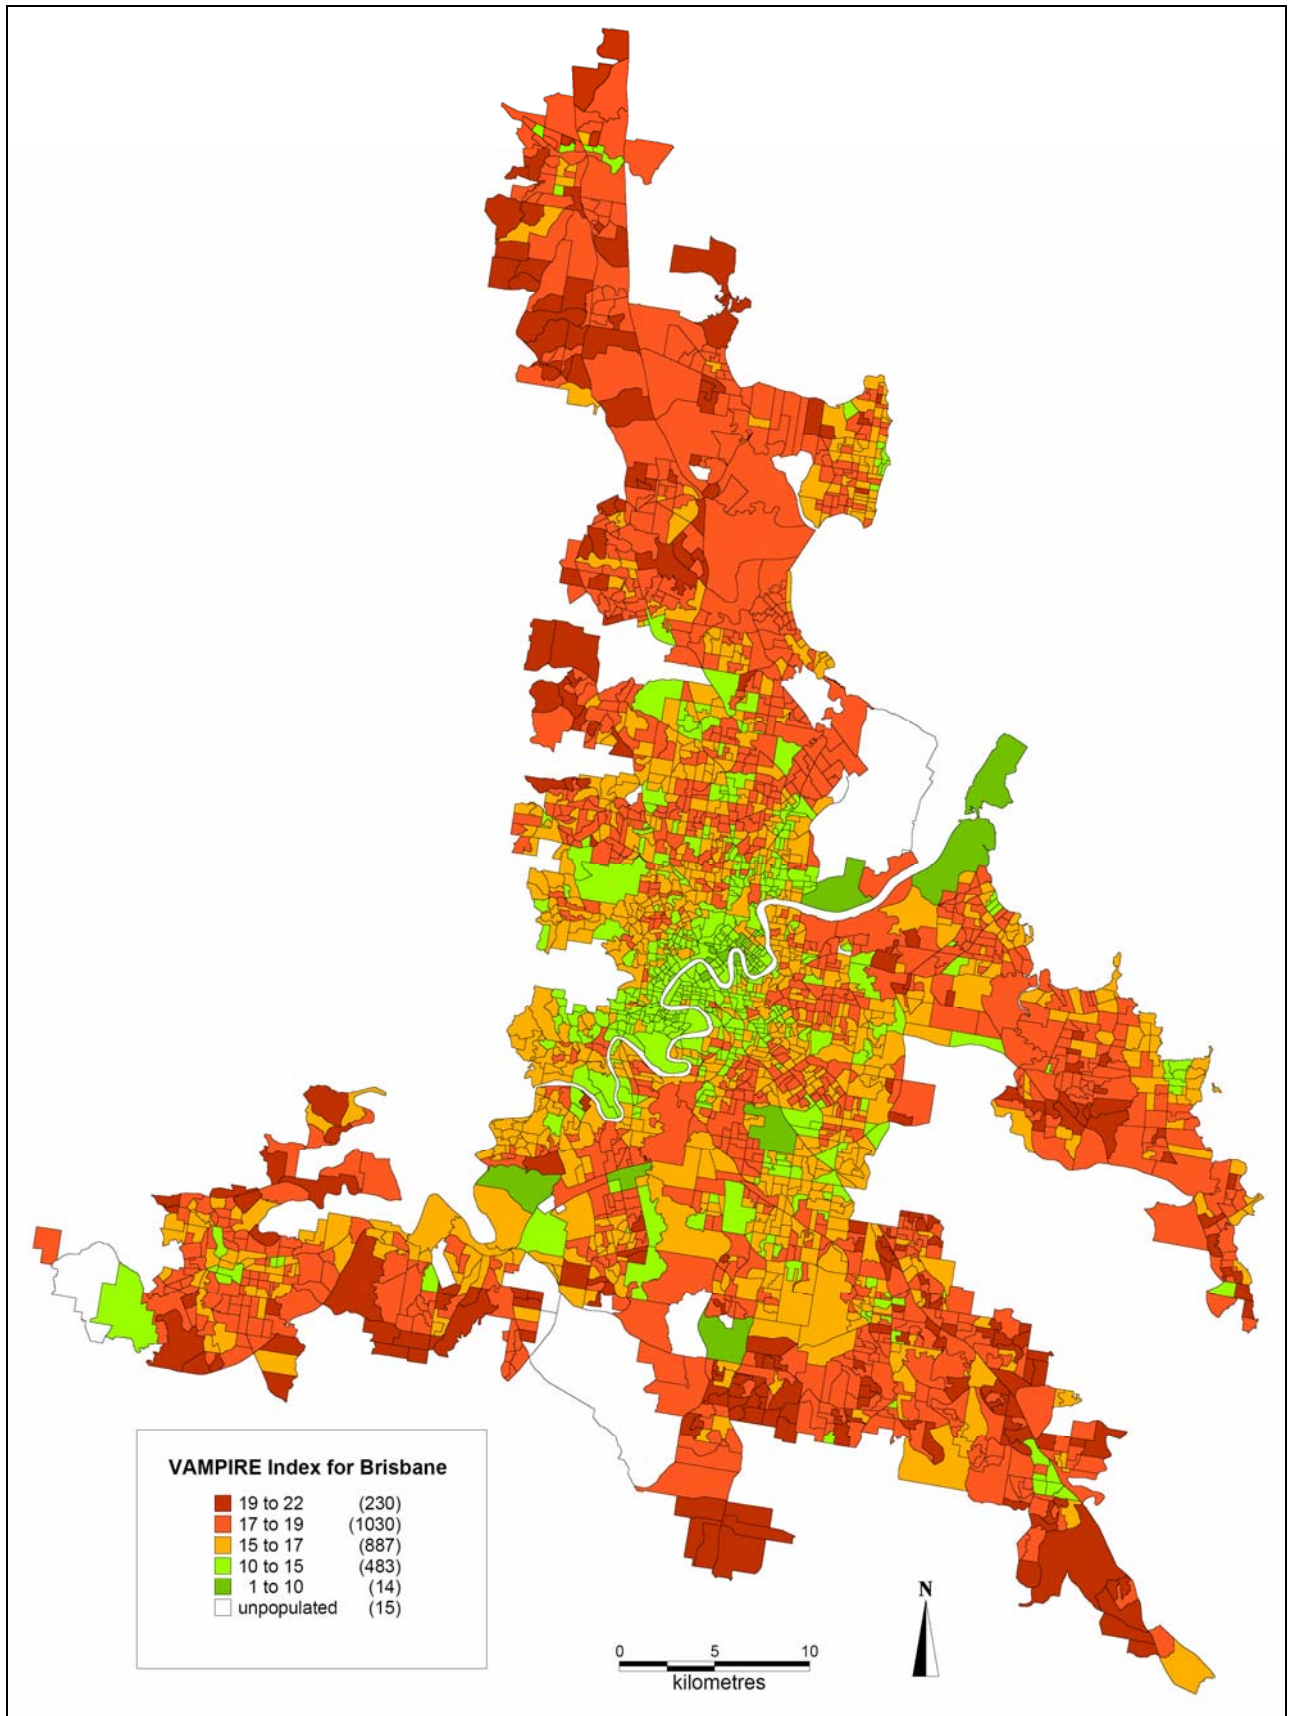 VAMPIRE Index for Brisbane
19 to 22 (230)
17 to 19 (1030)
15 to 17 (887)
10 to 15 (483)
1 to 10 (14)
unpopulated (15)
N
0 5 10
kilometres